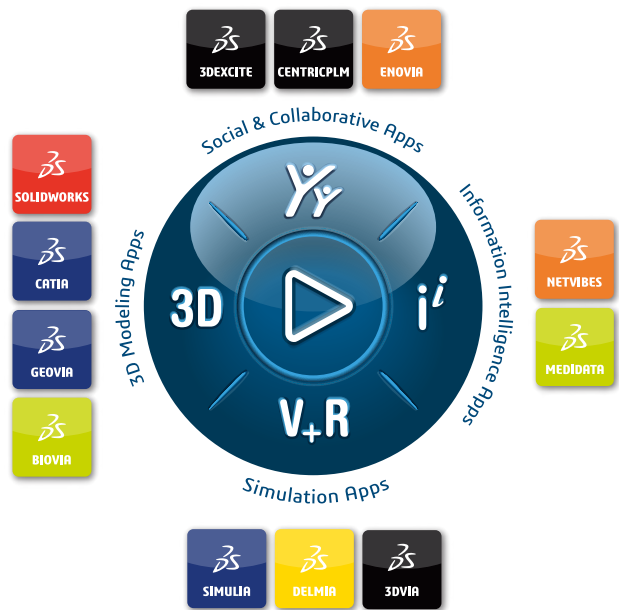 3DEXCITE
CENTRICPLM
ENOVIA
Social & Collaborative Apps
SOLIDWORKS
CATIA
GEOVIA
BIOVIA
3D Modeling Apps
3D
i i
V+R
Information Intelligence Apps
NETVIBES
MEDIDATA
Simulation Apps
SIMULIA
DELMIA
3DVIA